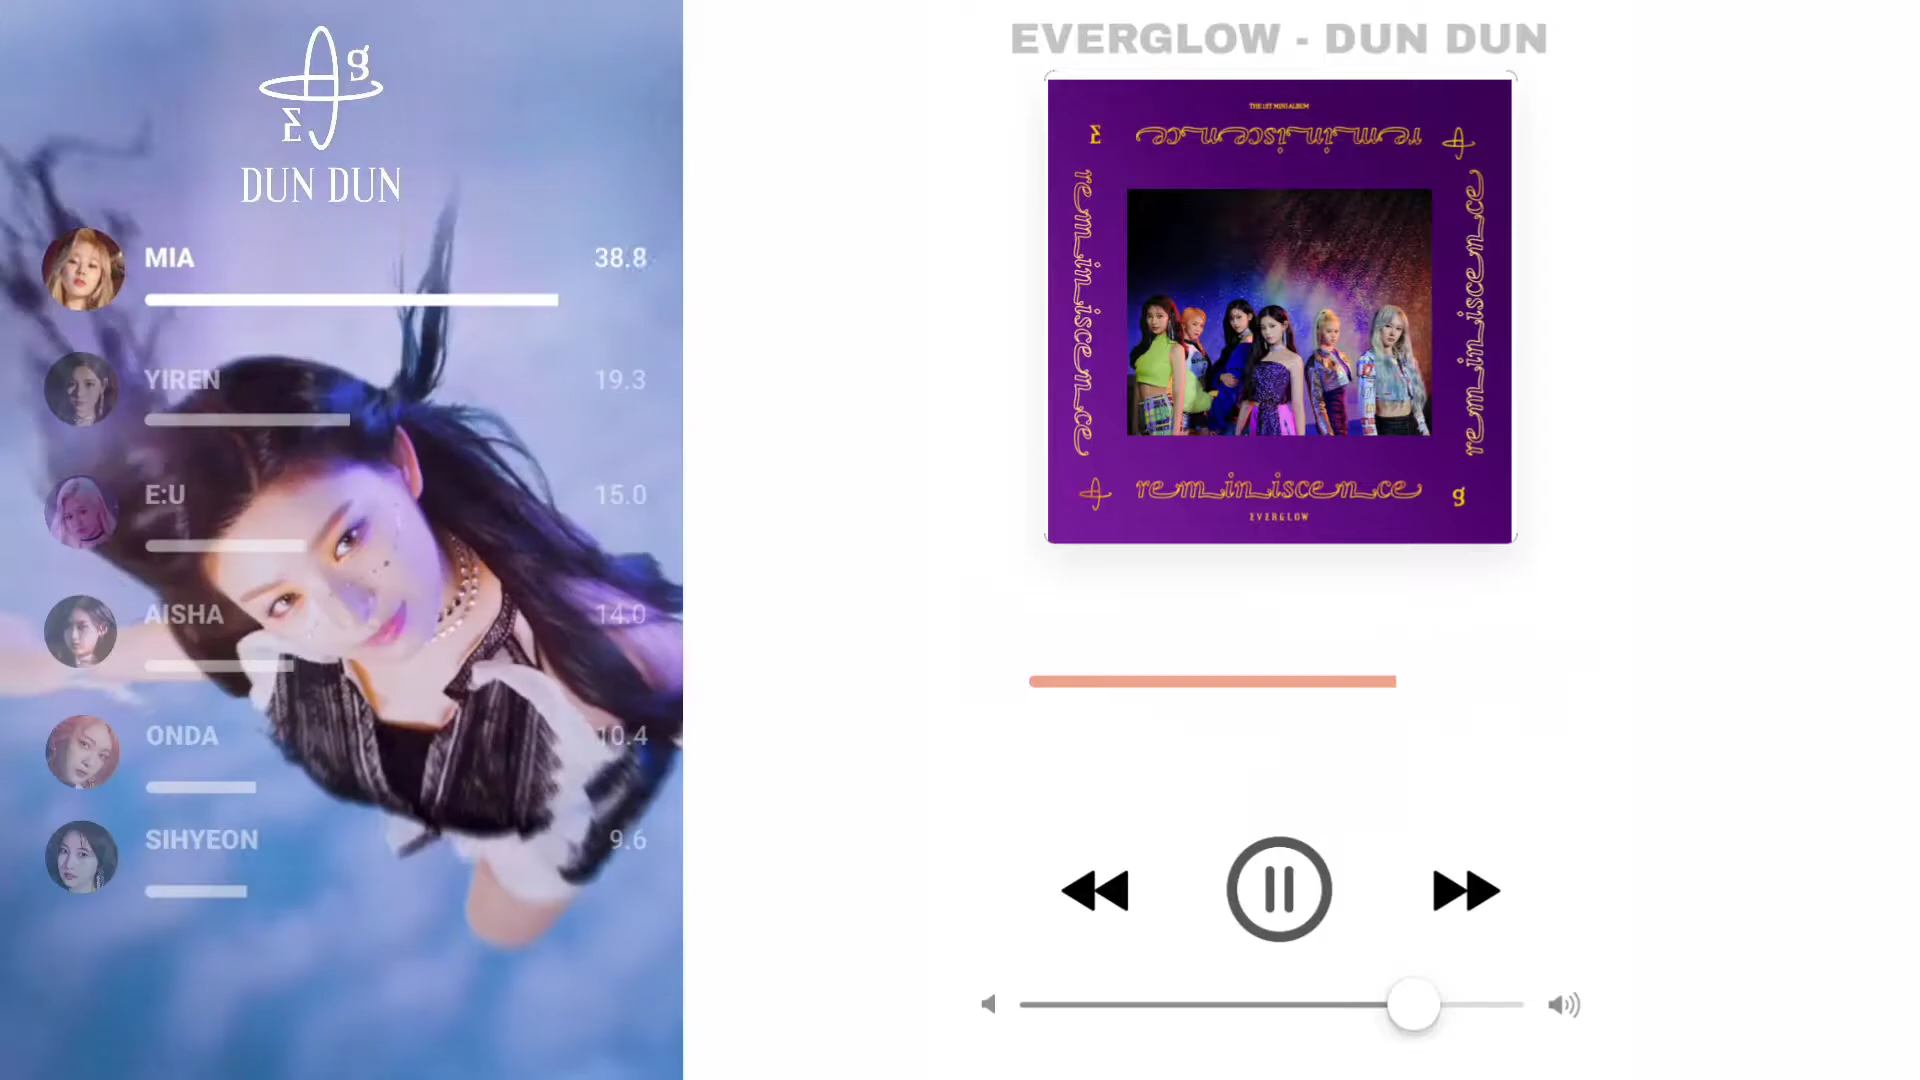 g
Σ
DUN DUN
MIA 38.8
YIREN 19.3
E:U 15.0
AISHA 14.0
ONDA 10.4
SIHYEON 9.6
EVERGLOW - DUN DUN
THE 1ST MINI ALBUM
Σ reminiscence
reminiscence
reminiscence
reminiscence g
EVERGLOW